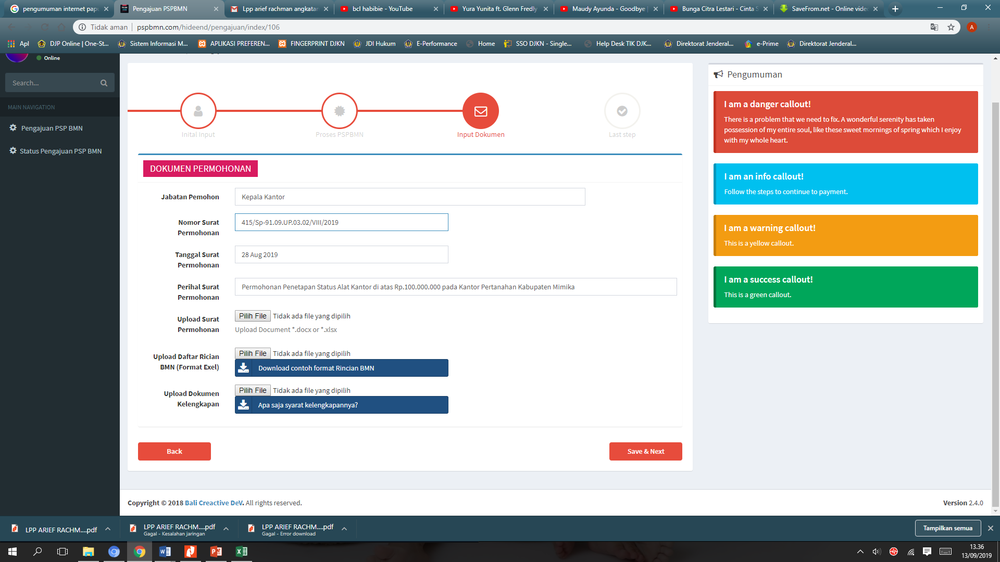 pengumuman internet pap
Pengajuan PSPBMN
Lpp arief rachman angkatan
bcl habibie - YouTube
Yura Yunita ft. Glenn Fredly
Maudy Ayunda - Goodbye
Bunga Citra Lestari - Cinta S
SaveFrom.net - Online vide
Tidak aman
pspbmn.com/hideend/pengajuan/index/106
A
Apl
DJP Online | One-St...
Sistem Informasi M...
APLIKASI PREFEREN...
FINGERPRINT DJKN
JDI Hukum
E-Performance
Home
SSO DJKN - Single...
Help Desk TIK DJK...
Direktorat Jenderal...
e-Prime
Direktorat Jenderal...
Online
Search...
MAIN NAVIGATION
Pengajuan PSP BMN
Status Pengajuan PSP BMN
Inital Input
Proses PSPBMN
Input Dokumen
Last step
DOKUMEN PERMOHONAN
Jabatan Pemohon
Kepala Kantor
Nomor Surat
Permohonan
415/Sp-91.09.UP.03.02/VIII/2019
Tanggal Surat
Permohonan
28 Aug 2019
Perihal Surat
Permohonan
Permohonan Penetapan Status Alat Kantor di atas Rp.100.000.000 pada Kantor Pertanahan Kabupaten Mimika
Upload Surat
Permohonan
Pilih File Tidak ada file yang dipilih
Upload Document *.docx or *.xlsx
Upload Daftar Rician
BMN (Format Exel)
Pilih File Tidak ada file yang dipilih
Download contoh format Rincian BMN
Upload Dokumen
Kelengkapan
Pilih File Tidak ada file yang dipilih
Apa saja syarat kelengkapannya?
Back
Save & Next
Pengumuman
I am a danger callout!
There is a problem that we need to fix. A wonderful serenity has taken
possession of my entire soul, like these sweet mornings of spring which I enjoy
with my whole heart.
I am an info callout!
Follow the steps to continue to payment.
I am a warning callout!
This is a yellow callout.
I am a success callout!
This is a green callout.
Copyright © 2018 Bali Creactive DeV. All rights reserved.
Version 2.4.0
LPP ARIEF RACHM....pdf
LPP ARIEF RACHM....pdf
Gagal - Kesalahan jaringan
LPP ARIEF RACHM....pdf
Gagal - Error download
Tampilkan semua
13.36
13/09/2019